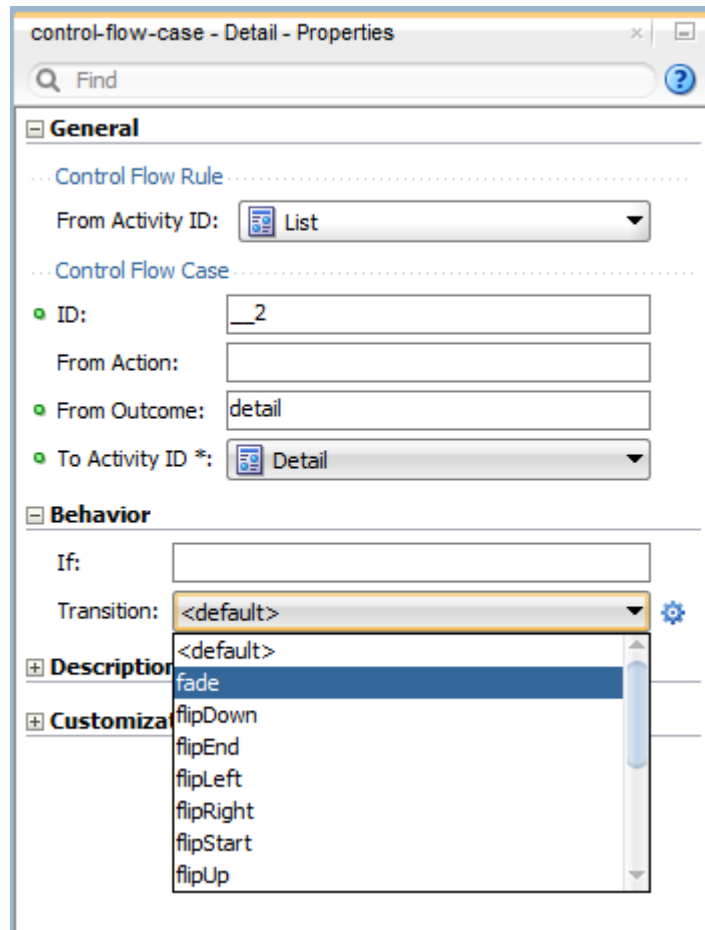 control-flow-case - Detail - Properties
Find
General
Control Flow Rule
From Activity ID: List
Control Flow Case
ID: __2
From Action:
From Outcome: detail
To Activity ID *: Detail
Behavior
If:
Transition: <default>
<default>
Description
fade
Customizat
flipDown
flipEnd
flipLeft
flipRight
flipStart
flipUp